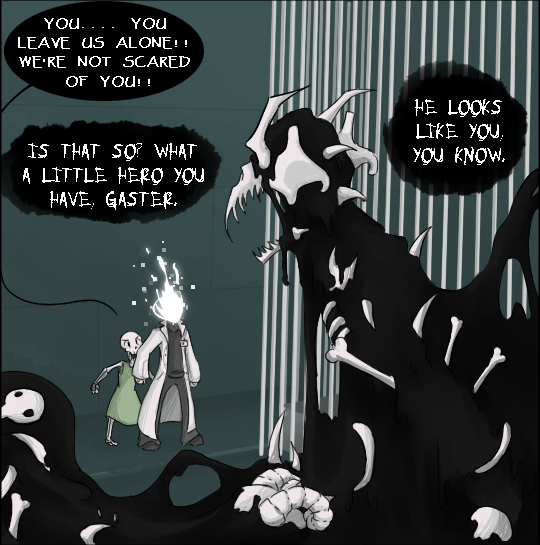 YOU.... YOU
LEAVE US ALONE!!
WE'RE NOT SCARED
OF YOU!!
IS THAT SO? WHAT
A LITTLE HERO YOU
HAVE, GASTER.
HE LOOKS
LIKE YOU,
YOU KNOW.